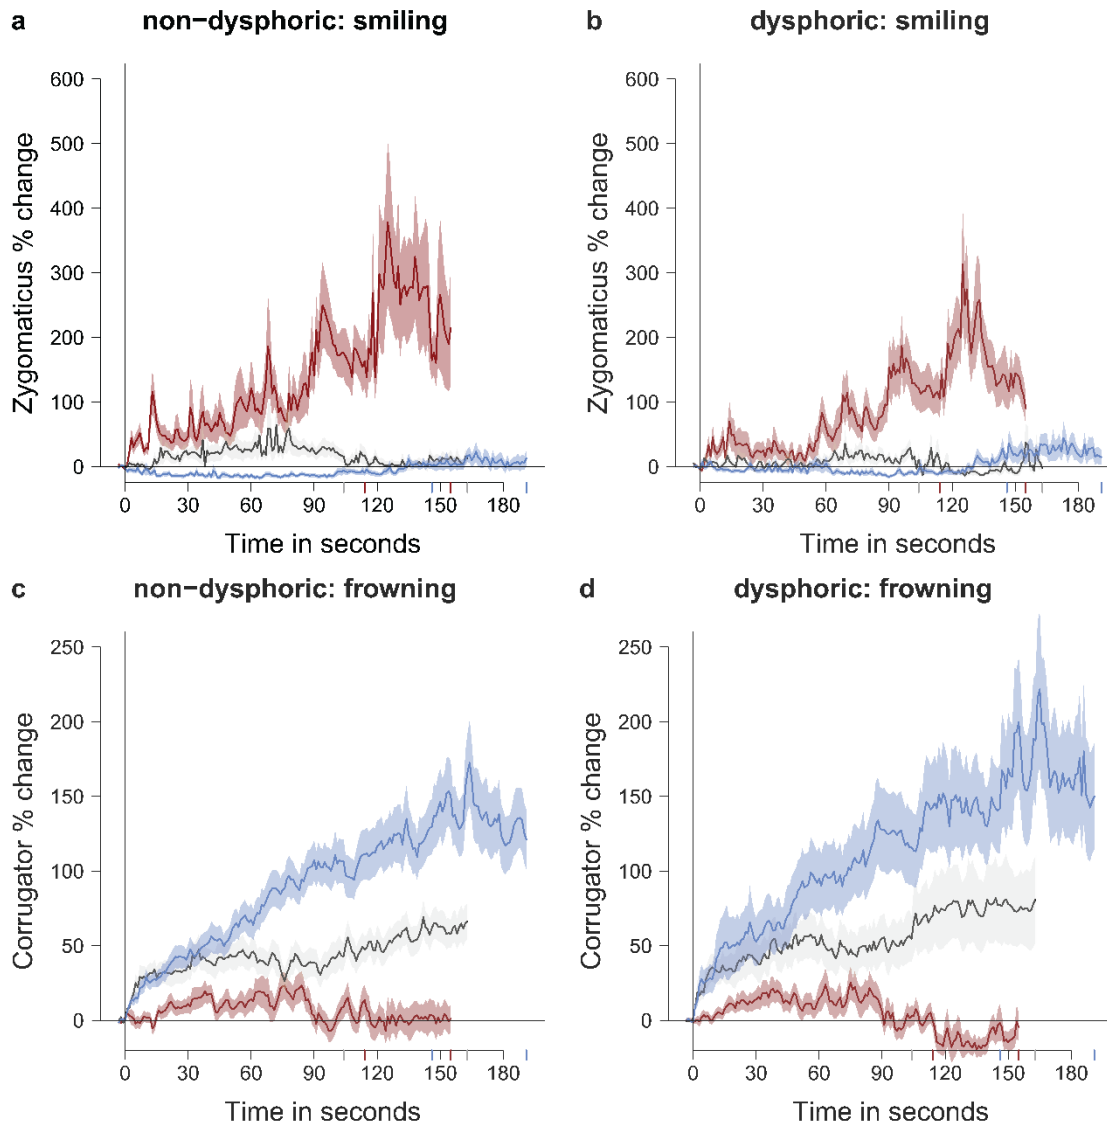 a
non−dysphoric: smiling
b
dysphoric: smiling
Zygomaticus % change
600
500
400
300
200
100
0
0 30 60 90 120 150 180
Time in seconds
Zygomaticus % change
600
500
400
300
200
100
0
0 30 60 90 120 150 180
Time in seconds
c
non−dysphoric: frowning
d
dysphoric: frowning
Corrugator % change
250
200
150
100
50
0
0 30 60 90 120 150 180
Time in seconds
Corrugator % change
250
200
150
100
50
0
0 30 60 90 120 150 180
Time in seconds